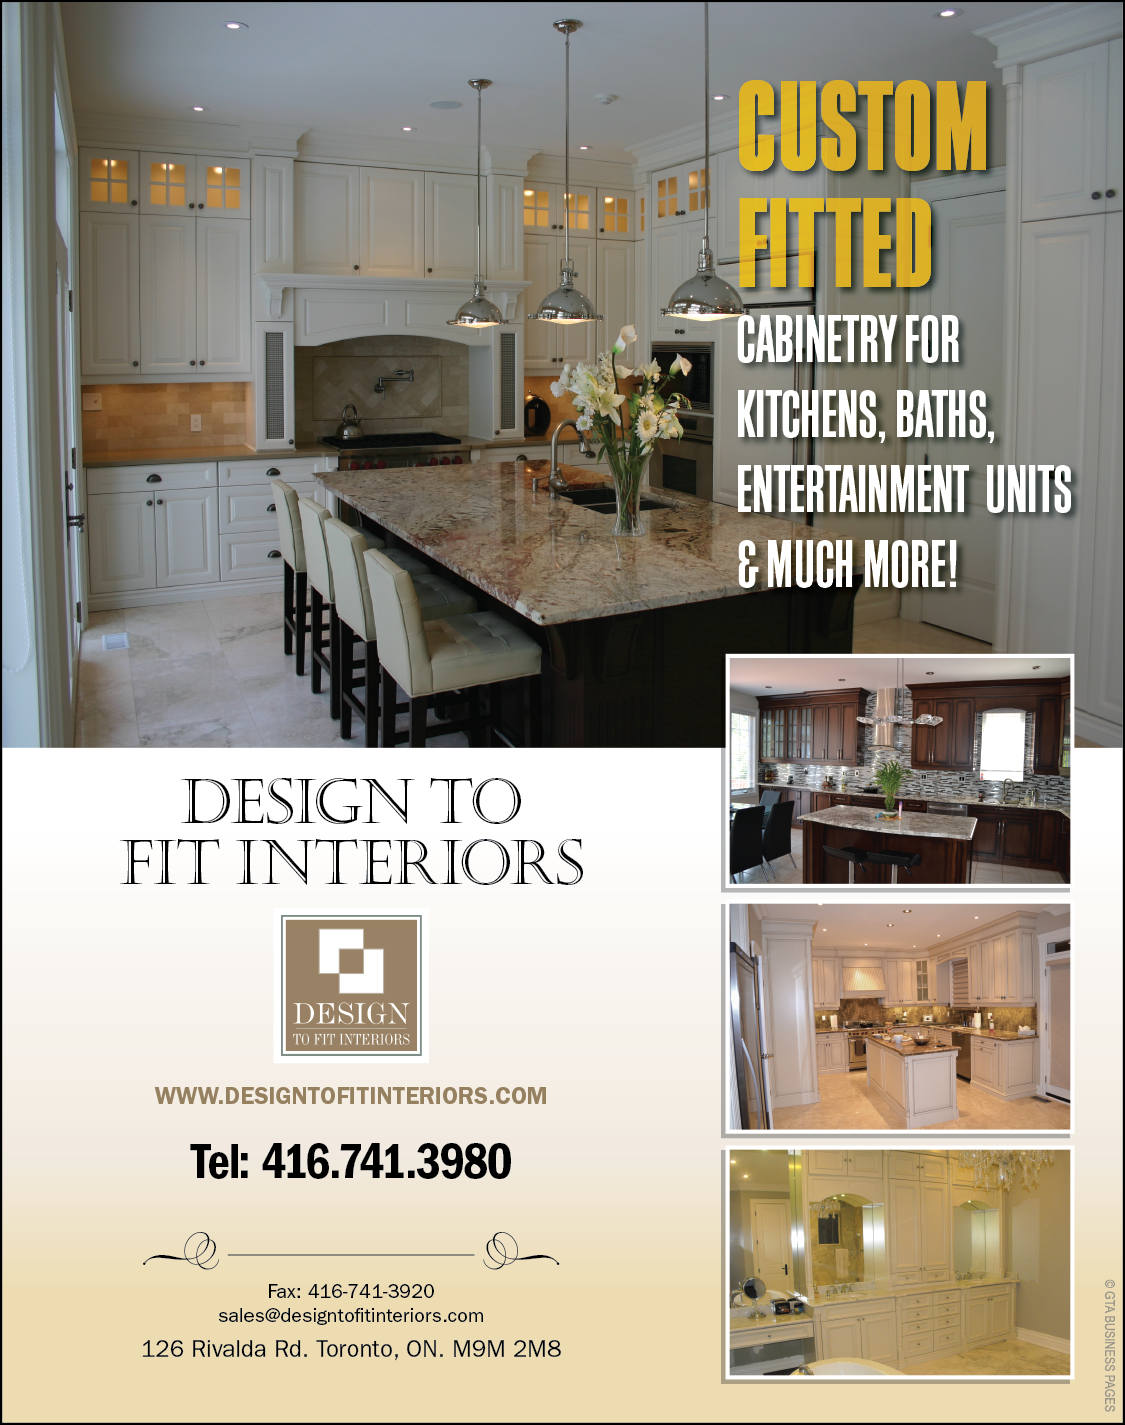 CUSTOM
FITTED
CABINETRY FOR
KITCHENS, BATHS,
ENTERTAINMENT UNITS
& MUCH MORE!
DESIGN TO
FIT INTERIORS
DESIGN
TO FIT INTERIORS
WWW.DESIGNTOFITINTERIORS.COM
Tel: 416.741.3980
Fax: 416-741-3920
sales@designtofitinteriors.com
126 Rivalda Rd. Toronto, ON. M9M 2M8
© GTA BUSINESS PAGES